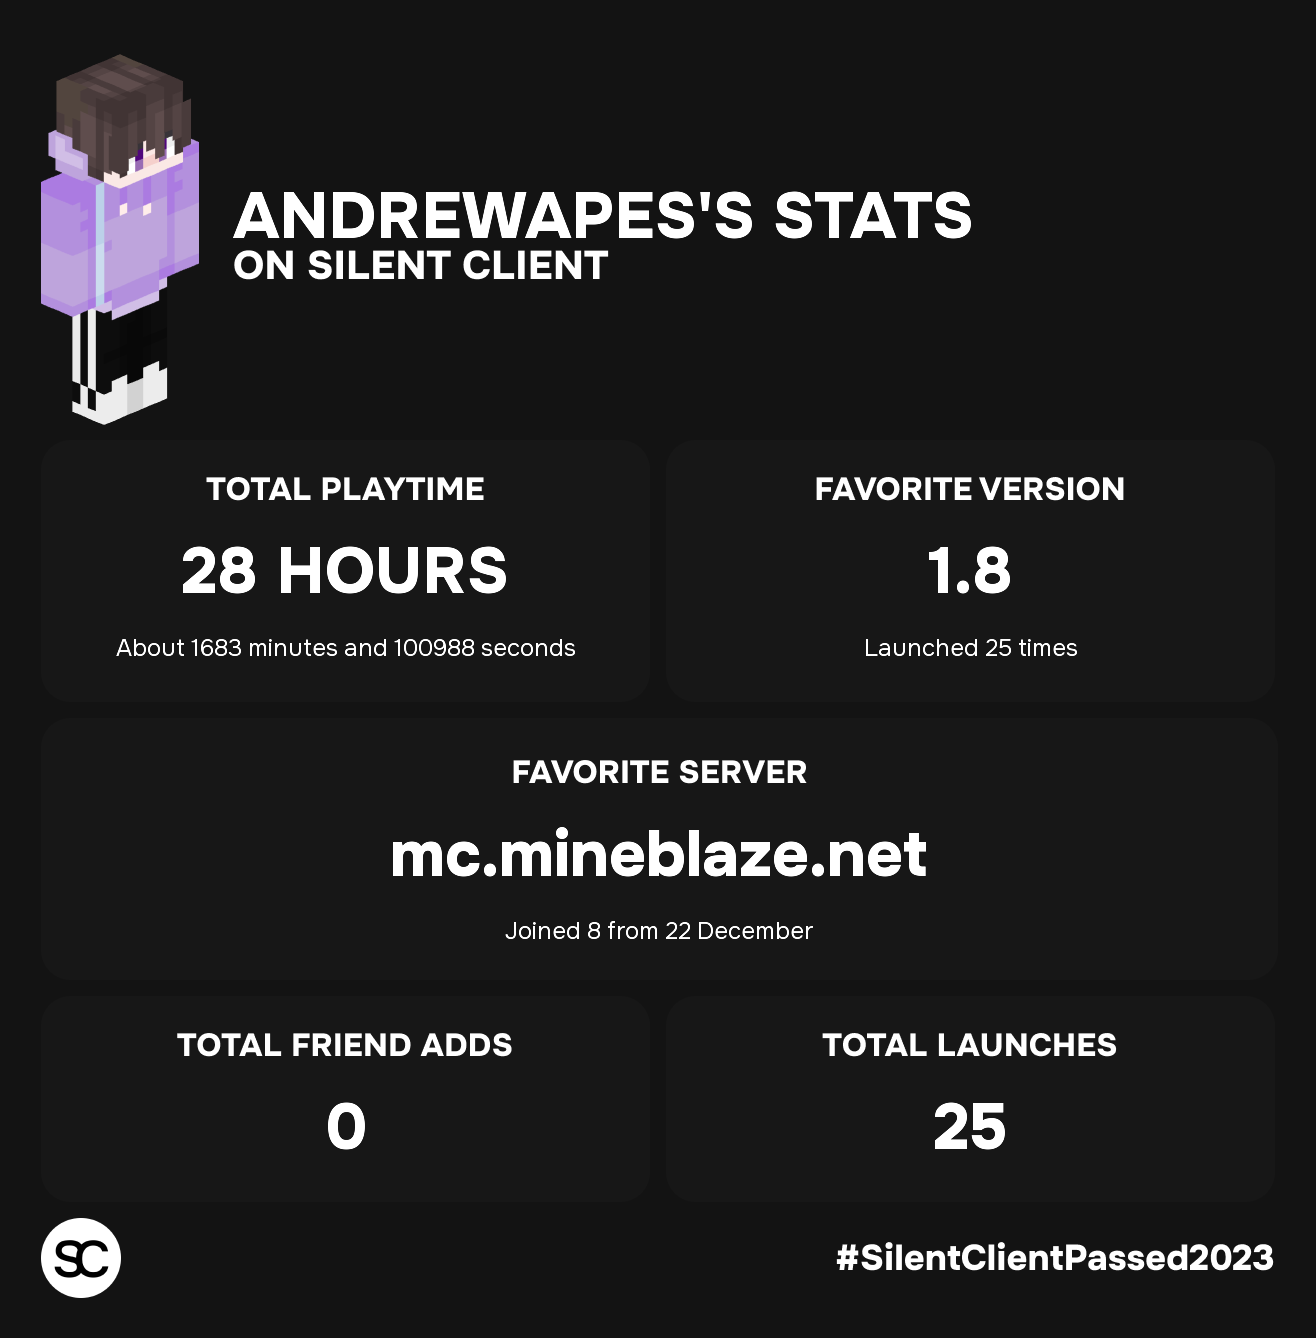 ANDREWAPES'S STATS
ON SILENT CLIENT
TOTAL PLAYTIME
28 HOURS
About 1683 minutes and 100988 seconds
FAVORITE VERSION
1.8
Launched 25 times
FAVORITE SERVER
mc.mineblaze.net
Joined 8 from 22 December
TOTAL FRIEND ADDS
0
TOTAL LAUNCHES
25
SC
#SilentClientPassed2023